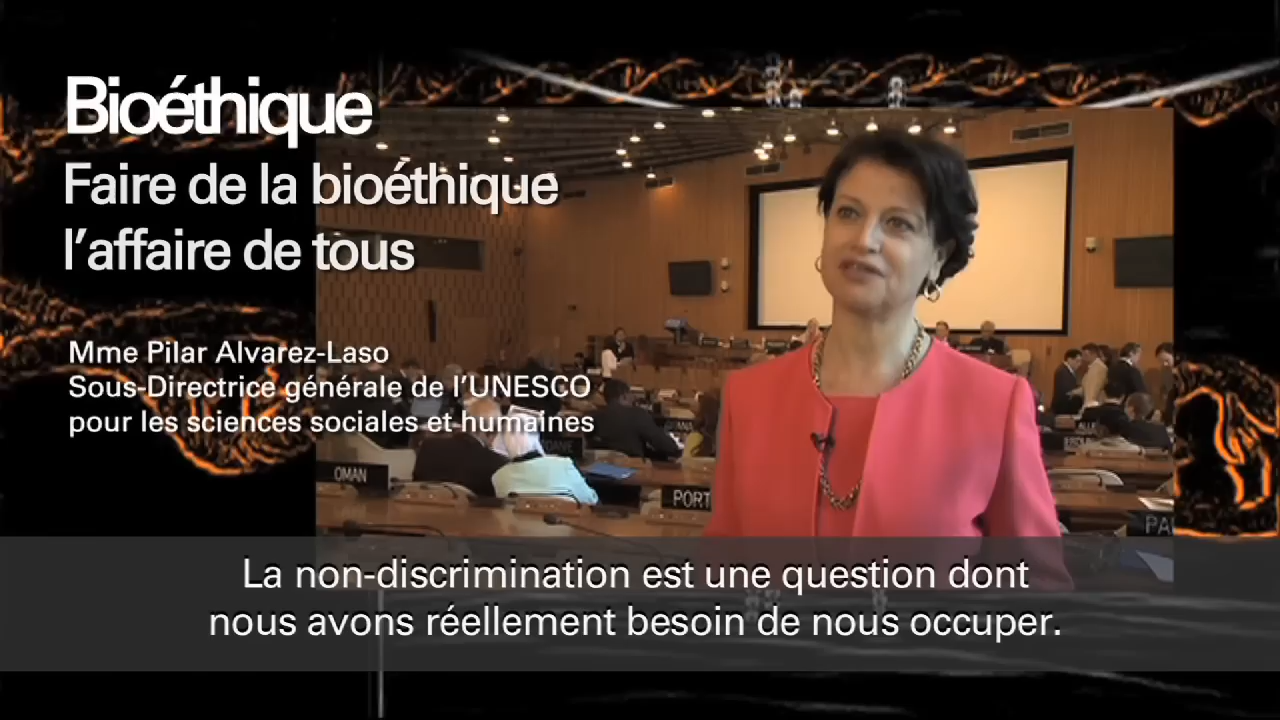 Bioéthique
Faire de la bioéthique
l'affaire de tous
Mme Pilar Alvarez-Laso
Sous-Directrice générale de l'UNESCO
pour les sciences sociales et humaines
OMAN
PORT
PA
La non-discrimination est une question dont
nous avons réellement besoin de nous occuper.